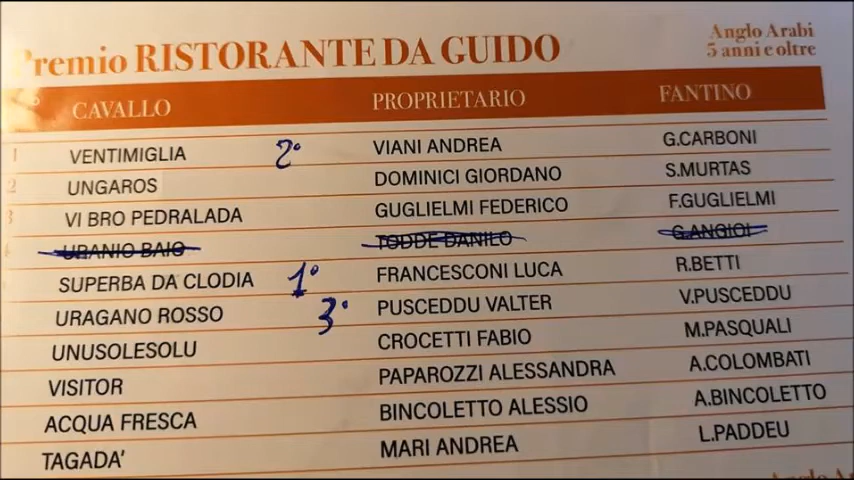 Premio RISTORANTE DA GUIDO
Anglo Arabi
5 anni e oltre
CAVALLO PROPRIETARIO FANTINO
1 VENTIMIGLIA 2° VIANI ANDREA G.CARBONI
2 UNGAROS DOMINICI GIORDANO S.MURTAS
3 VI BRO PEDRALADA GUGLIELMI FEDERICO F.GUGLIELMI
4 URANIO BAIO TODDE DANILO G.ANGIOI
SUPERBA DA CLODIA 1° FRANCESCONI LUCA R.BETTI
URAGANO ROSSO 3° PUSCEDDU VALTER V.PUSCEDDU
UNUSOLESOLU CROCETTI FABIO M.PASQUALI
VISITOR PAPAROZZI ALESSANDRA A.COLOMBATI
ACQUA FRESCA BINCOLETTO ALESSIO A.BINCOLETTO
TAGADA' MARI ANDREA L.PADDEU